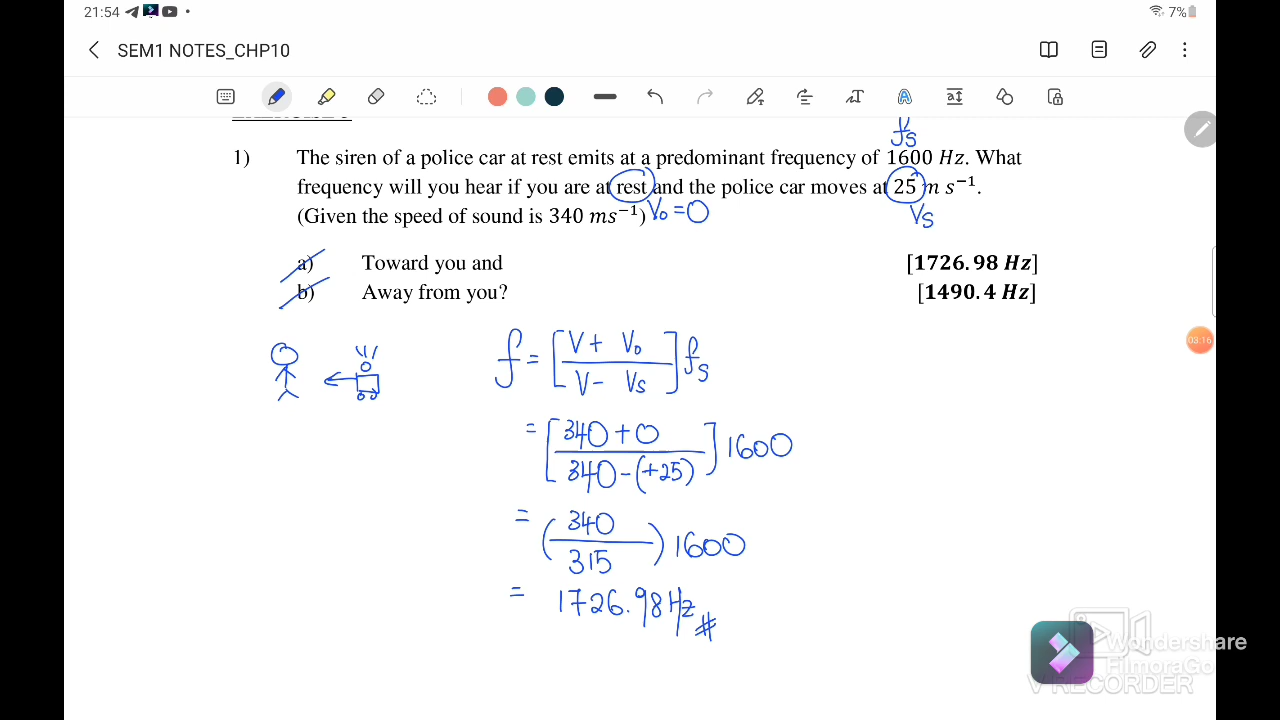 21:54 7%
SEM1 NOTES_CHP10
fs
1) The siren of a police car at rest emits at a predominant frequency of 1600 Hz. What
frequency will you hear if you are at rest and the police car moves at 25 m s⁻¹.
(Given the speed of sound is 340 ms⁻¹) Vo = 0 Vs
a) Toward you and [1726.98 Hz]
b) Away from you? [1490.4 Hz]
f = [V + Vo / V - Vs] fs
03:16
= [340 + 0 / 340 - (+25)] 1600
= (340 / 315) 1600
= 1726.98 Hz #
Wondershare
FilmoraGo
V RECORDER